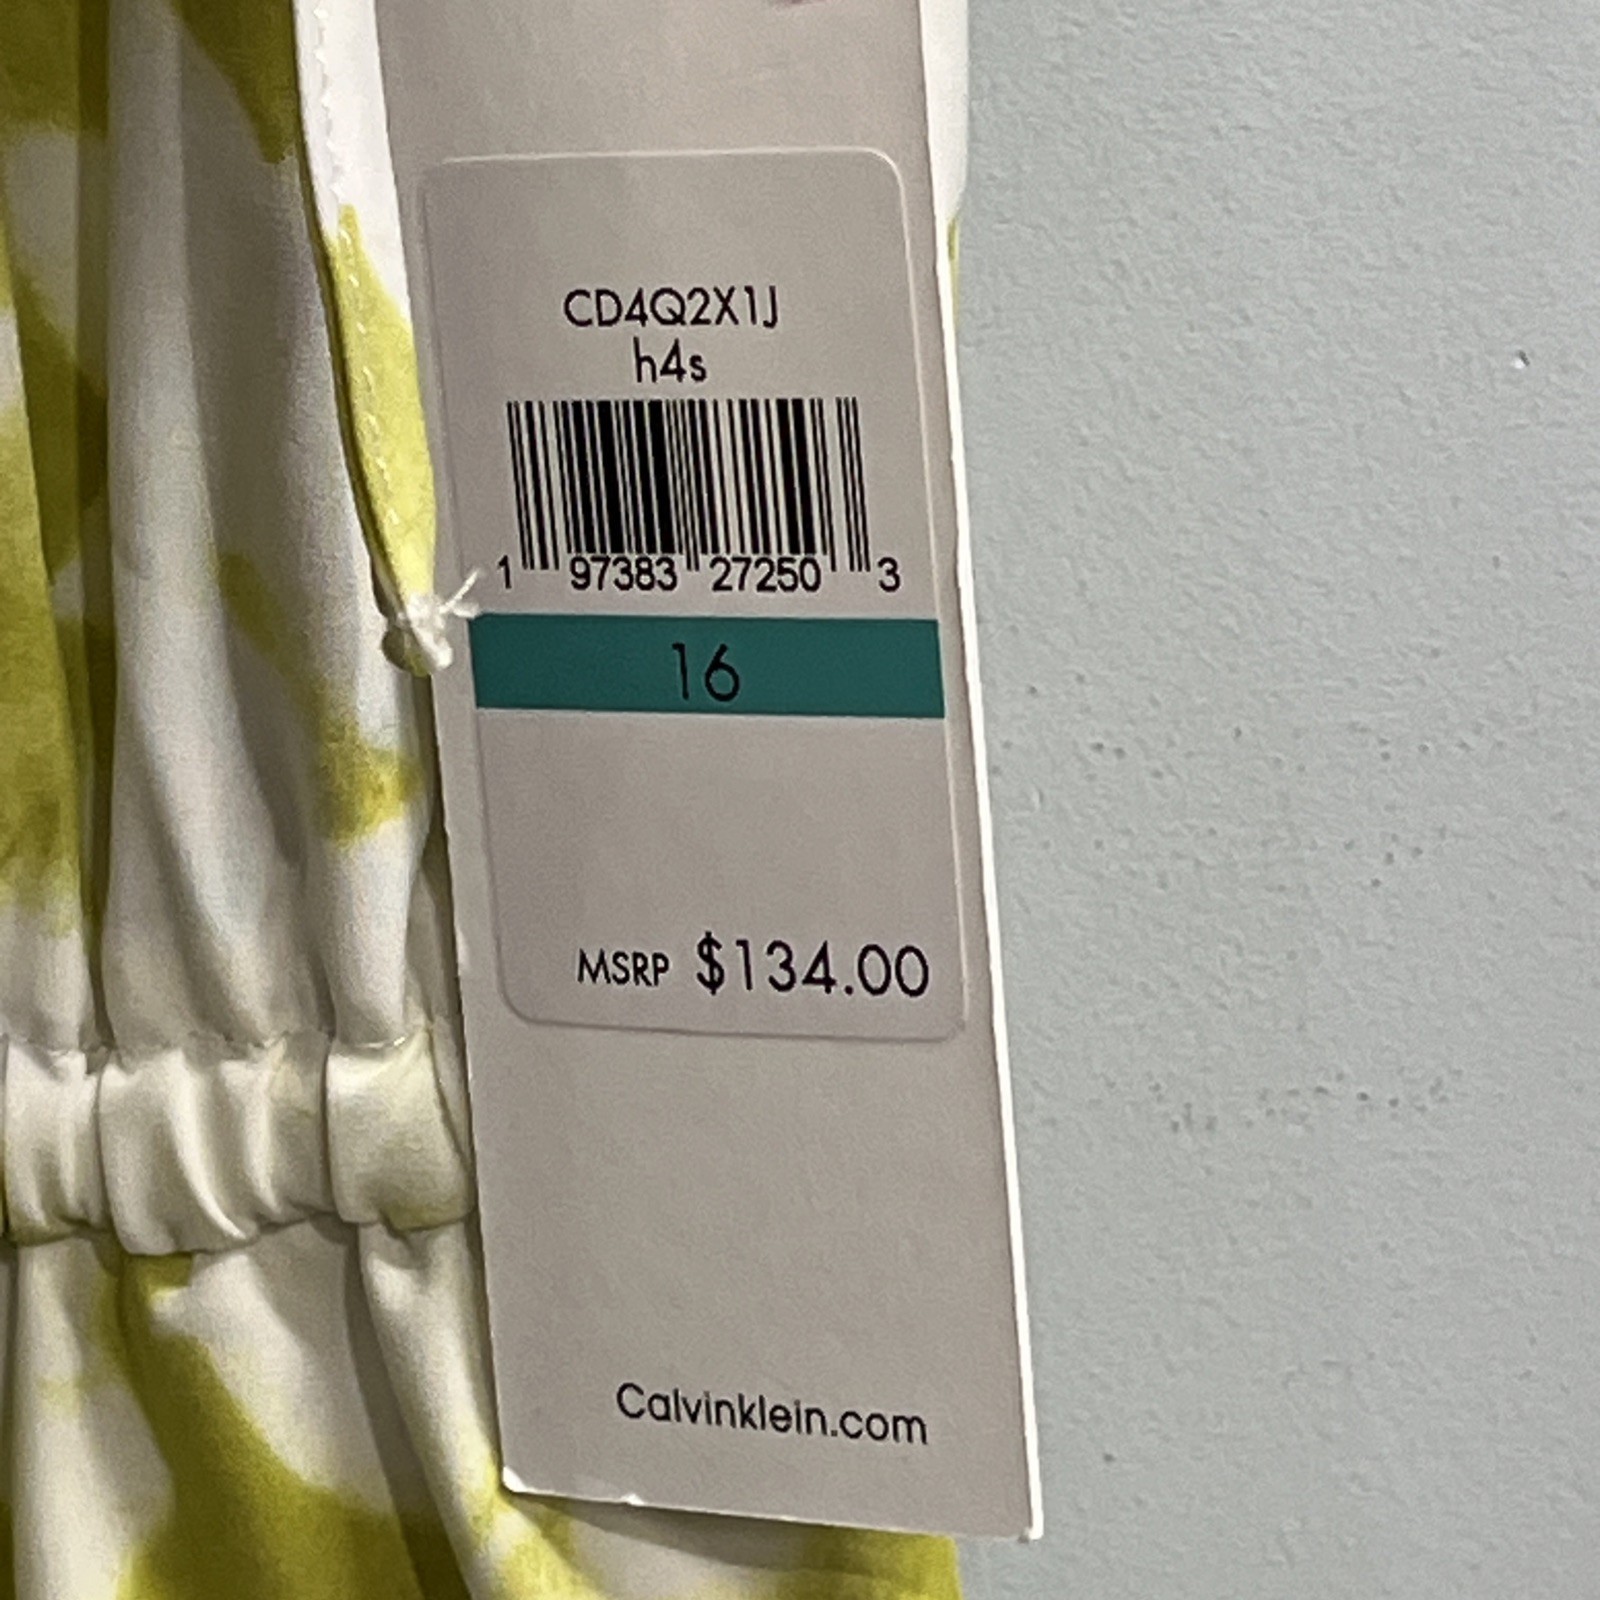 CD4Q2X1J
h4s
1 97383 27250 3
16
MSRP $134.00
Calvinklein.com